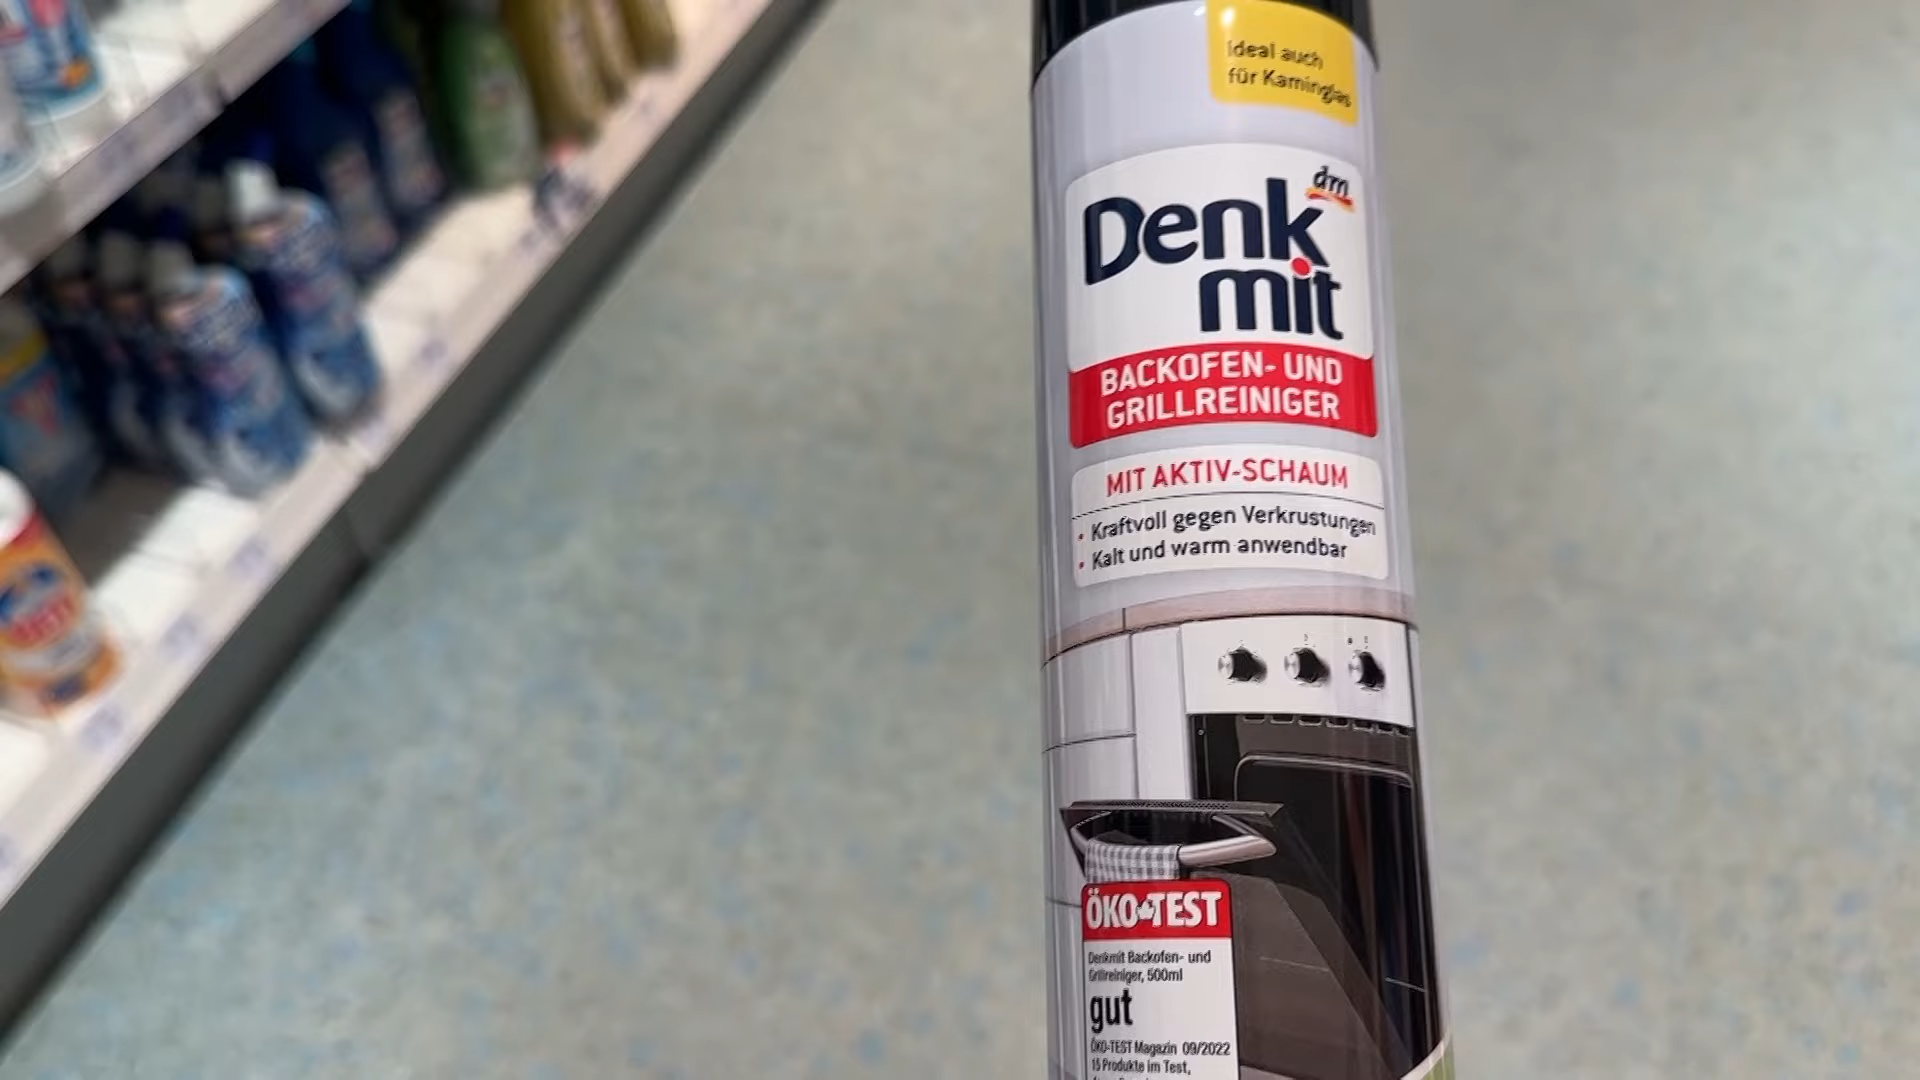 Ideal auch
für Kaminglas
dm
Denk
mit
BACKOFEN- UND
GRILLREINIGER
MIT AKTIV-SCHAUM
• Kraftvoll gegen Verkrustungen
• Kalt und warm anwendbar
ÖKO-TEST
Denkmit Backofen- und
Grillreiniger, 500ml
gut
ÖKO-TEST Magazin 09/2022
15 Produkte im Test,